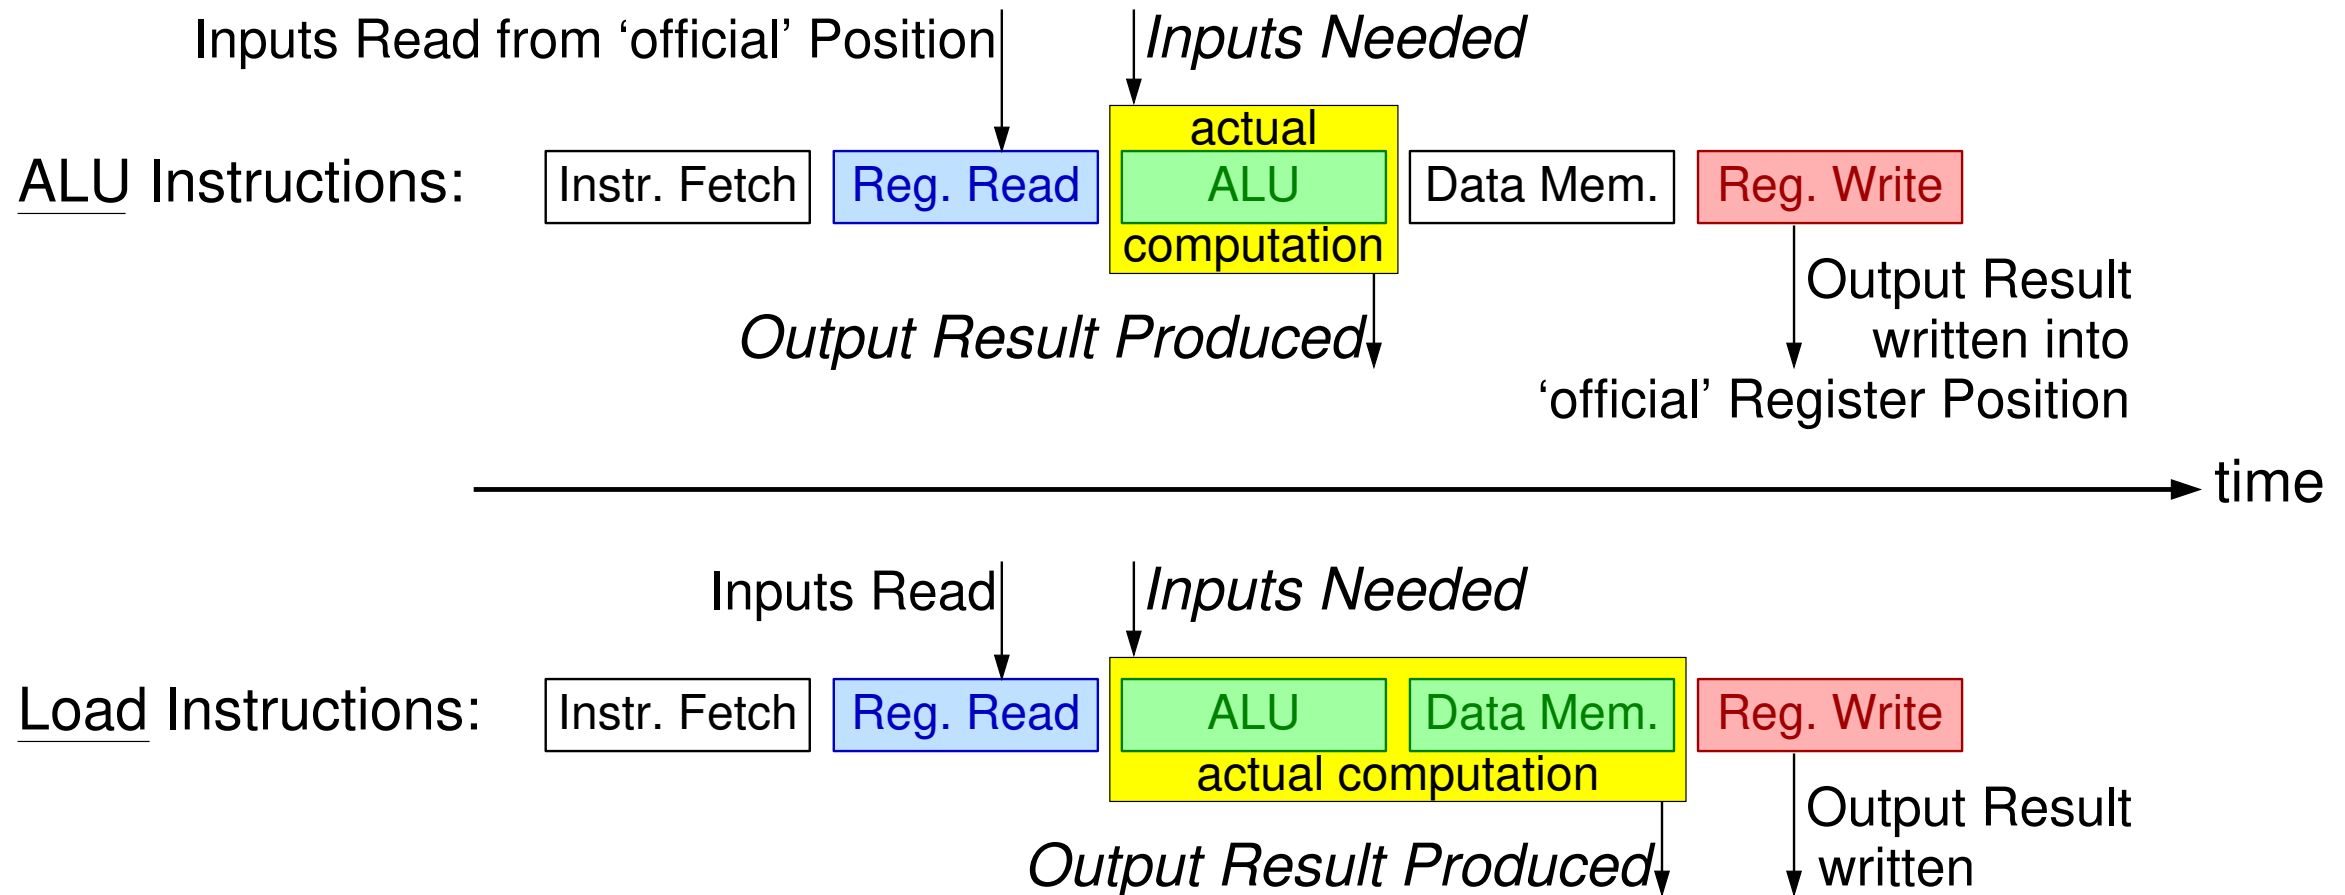 Inputs Read from ‘official’ Position
Inputs Needed
ALU Instructions:
Instr. Fetch
Reg. Read
actual
ALU
computation
Data Mem.
Reg. Write
Output Result Produced
Output Result
written into
‘official’ Register Position
time
Inputs Read
Inputs Needed
Load Instructions:
Instr. Fetch
Reg. Read
ALU
Data Mem.
actual computation
Reg. Write
Output Result Produced
Output Result
written